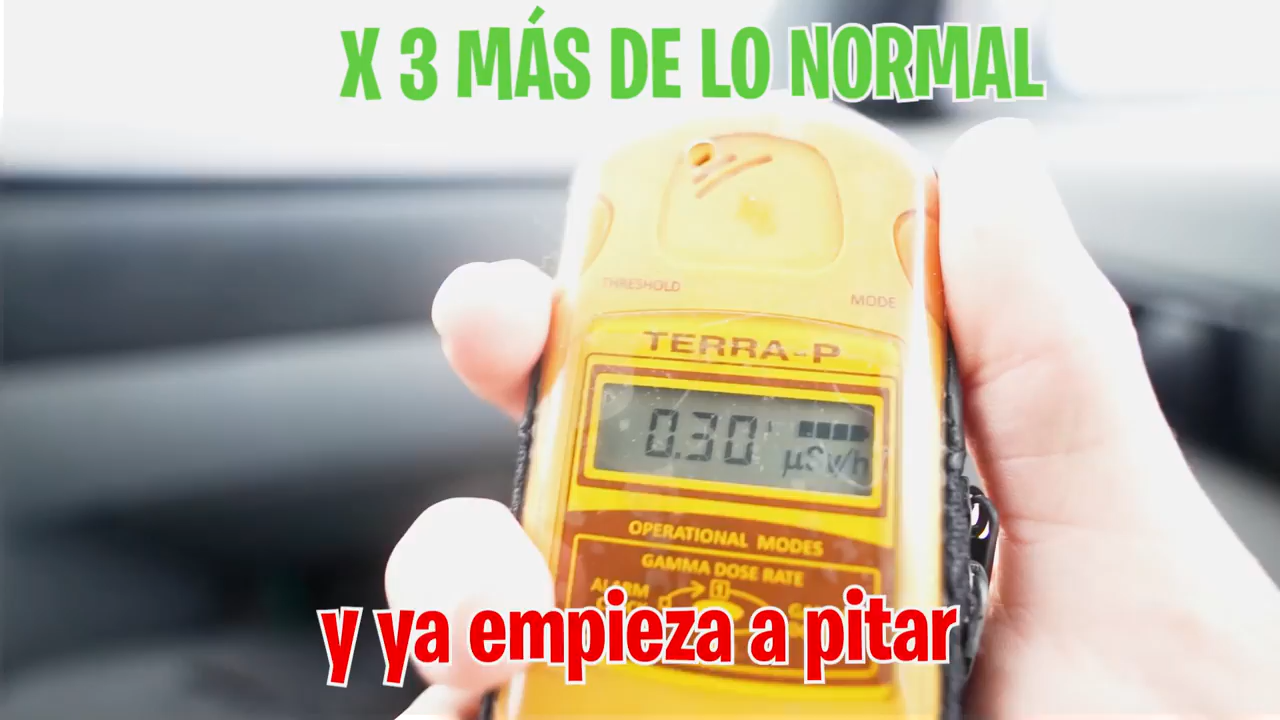 X 3 MÁS DE LO NORMAL
THRESHOLD
MODE
TERRA-P
0.30
µSv/h
OPERATIONAL MODES
GAMMA DOSE RATE
ALARM
y ya empieza a pitar